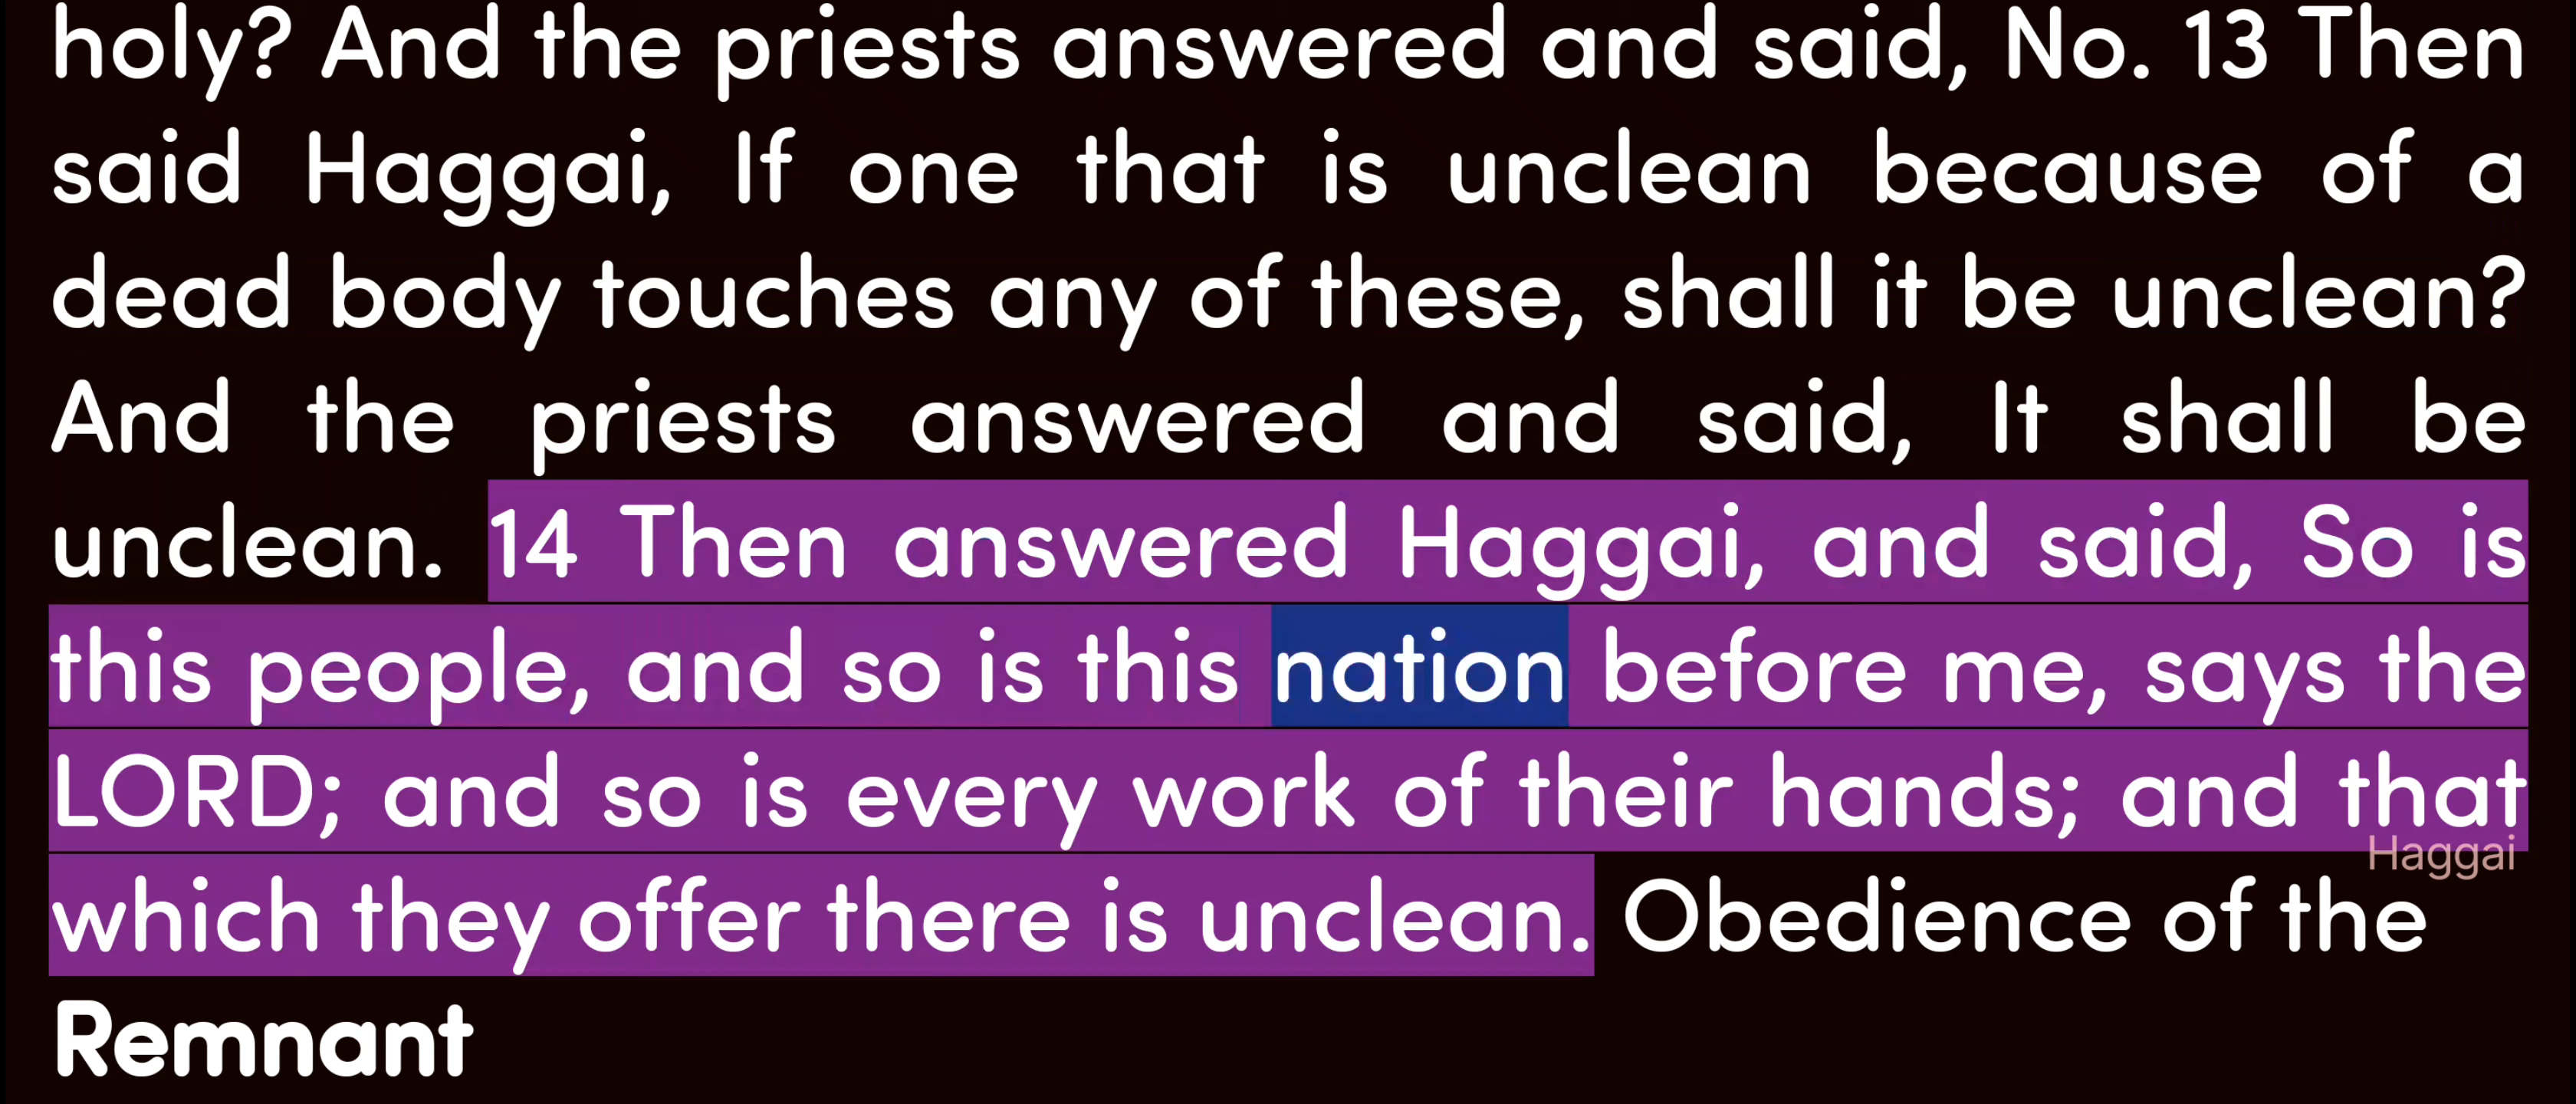 holy? And the priests answered and said, No. 13 Then
said Haggai, If one that is unclean because of a
dead body touches any of these, shall it be unclean?
And the priests answered and said, It shall be
unclean. 14 Then answered Haggai, and said, So is
this people, and so is this nation before me, says the
LORD; and so is every work of their hands; and that
Haggai
which they offer there is unclean. Obedience of the
Remnant